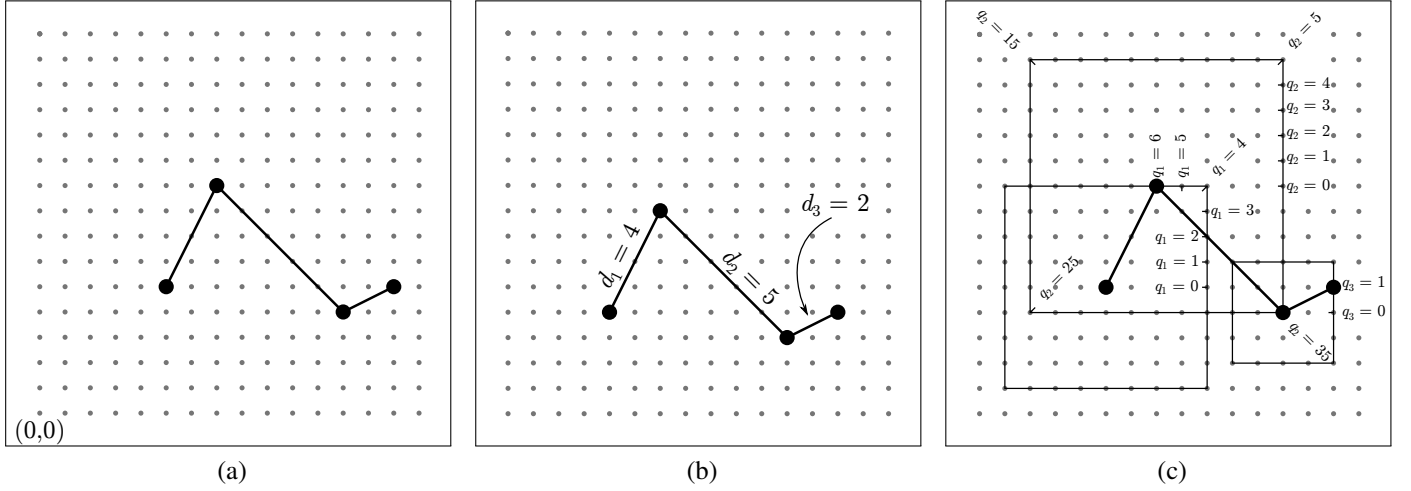 (0,0)
(a)
d₁ = 4
d₂ = 5
d₃ = 2
(b)
q₂ = 15
q₂ = 5
q₂ = 4
q₂ = 3
q₂ = 2
q₂ = 1
q₂ = 0
q₁ = 6
q₁ = 5
q₁ = 4
q₁ = 3
q₁ = 2
q₁ = 1
q₁ = 0
q₂ = 25
q₃ = 1
q₃ = 0
q₂ = 35
(c)